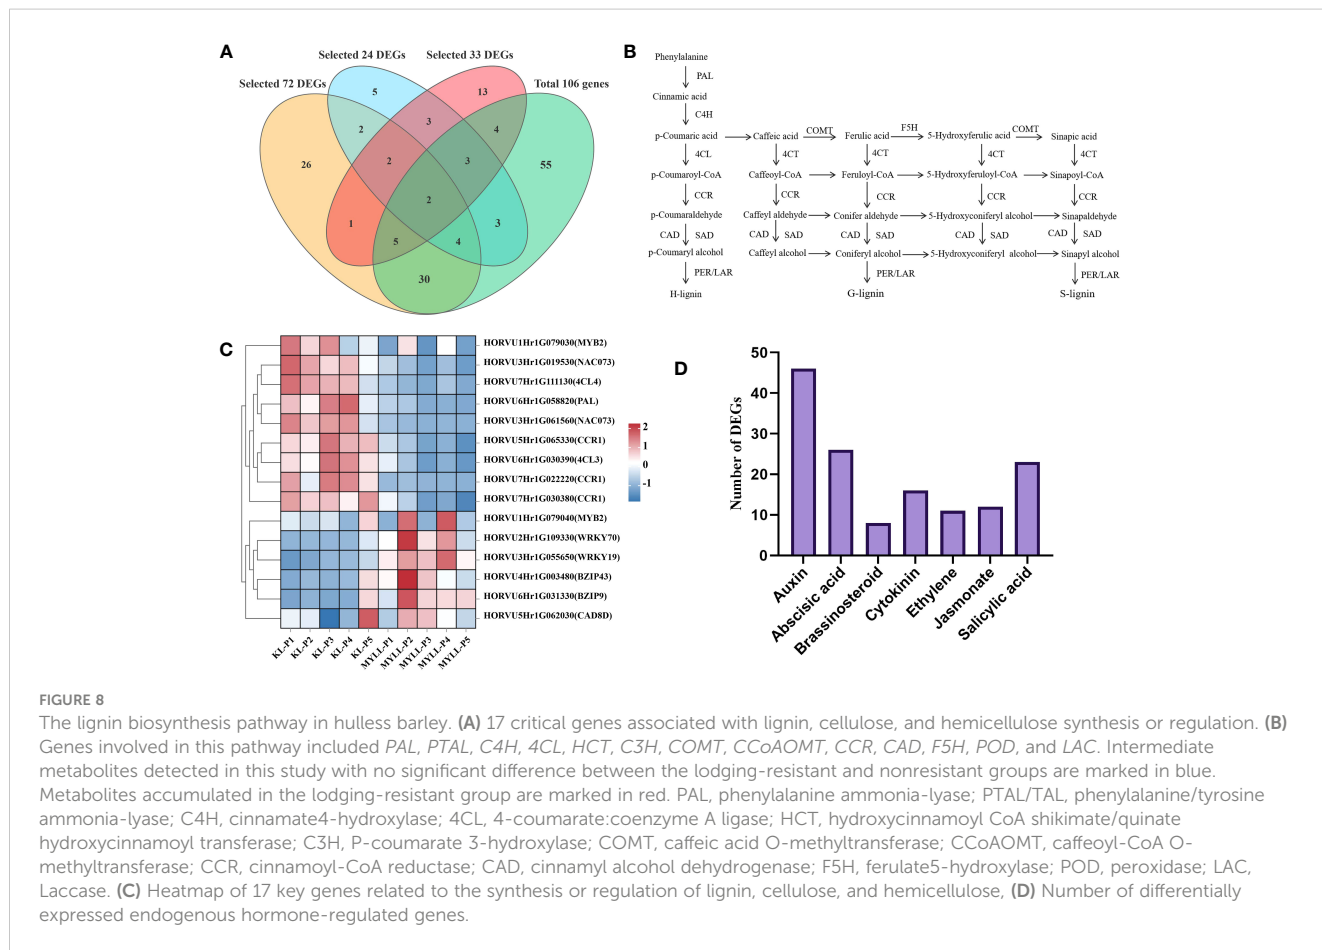 A
Selected 24 DEGs
Selected 33 DEGs
Selected 72 DEGs
Total 106 genes
5
13
2
3
4
26
2
3
55
2
1
3
5
4
30
B
Phenylalanine
PAL
Cinnamic acid
C4H
p-Coumaric acid
Caffeic acid
COMT
Ferulic acid
F5H
5-Hydroxyferulic acid
COMT
Sinapic acid
4CL
4CT
4CT
4CT
4CT
p-Coumaroyl-CoA
Caffeoyl-CoA
Feruloyl-CoA
5-Hydroxyferuloyl-CoA
Sinapoyl-CoA
CCR
CCR
CCR
CCR
CCR
p-Coumaraldehyde
Caffeyl aldehyde
Conifer aldehyde
5-Hydroxyconiferyl alcohol
Sinapaldehyde
CAD SAD
CAD SAD
CAD SAD
CAD SAD
CAD SAD
p-Coumaryl alcohol
Caffeyl alcohol
Coniferyl alcohol
5-Hydroxyconiferyl alcohol
Sinapyl alcohol
PER/LAR
PER/LAR
PER/LAR
H-lignin
G-lignin
S-lignin
C
HORVU1Hr1G079030(MYB2)
HORVU3Hr1G019530(NAC073)
HORVU7Hr1G111130(4CL4)
HORVU6Hr1G058820(PAL)
HORVU3Hr1G061560(NAC073)
HORVU5Hr1G065330(CCR1)
HORVU6Hr1G030390(4CL3)
HORVU7Hr1G022220(CCR1)
HORVU7Hr1G030380(CCR1)
HORVU1Hr1G079040(MYB2)
HORVU2Hr1G109330(WRKY70)
HORVU3Hr1G055650(WRKY19)
HORVU4Hr1G003480(BZIP43)
HORVU6Hr1G031330(BZIP9)
HORVU5Hr1G062030(CAD8D)
KL-P1
KL-P2
KL-P3
KL-P4
KL-P5
MYLL-P1
MYLL-P2
MYLL-P3
MYLL-P4
MYLL-P5
2
1
0
-1
D
Number of DEGs
50
40
30
20
10
0
Auxin
Abscisic acid
Brassinosteroid
Cytokinin
Ethylene
Jasmonate
Salicylic acid
FIGURE 8
The lignin biosynthesis pathway in hulless barley. (A) 17 critical genes associated with lignin, cellulose, and hemicellulose synthesis or regulation. (B)
Genes involved in this pathway included PAL, PTAL, C4H, 4CL, HCT, C3H, COMT, CCoAOMT, CCR, CAD, F5H, POD, and LAC. Intermediate
metabolites detected in this study with no significant difference between the lodging-resistant and nonresistant groups are marked in blue.
Metabolites accumulated in the lodging-resistant group are marked in red. PAL, phenylalanine ammonia-lyase; PTAL/TAL, phenylalanine/tyrosine
ammonia-lyase; C4H, cinnamate4-hydroxylase; 4CL, 4-coumarate:coenzyme A ligase; HCT, hydroxycinnamoyl CoA shikimate/quinate
hydroxycinnamoyl transferase; C3H, P-coumarate 3-hydroxylase; COMT, caffeic acid O-methyltransferase; CCoAOMT, caffeoyl-CoA O-
methyltransferase; CCR, cinnamoyl-CoA reductase; CAD, cinnamyl alcohol dehydrogenase; F5H, ferulate5-hydroxylase; POD, peroxidase; LAC,
Laccase. (C) Heatmap of 17 key genes related to the synthesis or regulation of lignin, cellulose, and hemicellulose, (D) Number of differentially
expressed endogenous hormone-regulated genes.